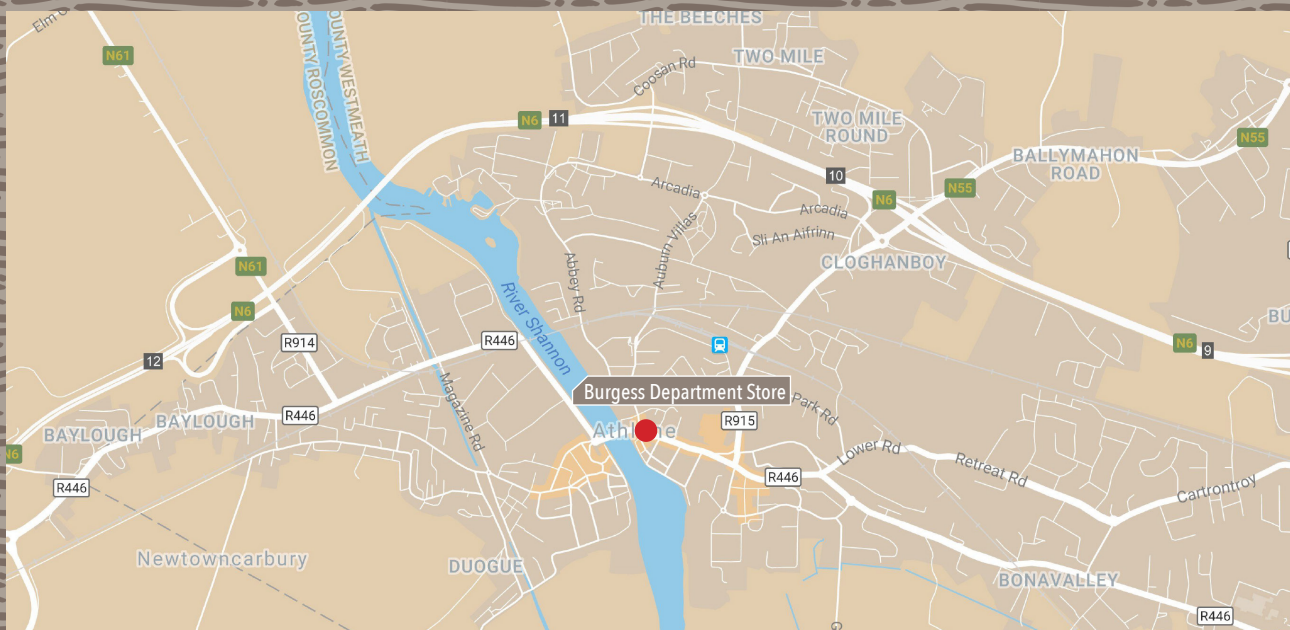 Elm
THE BEECHES
N61
COUNTY ROSCOMMON
COUNTY WESTMEATH
TWO MILE
Coosan Rd
N6
11
TWO MILE
ROUND
N55
BALLYMAHON
ROAD
10
Arcadia
N55
N6
Arcadia
Auburn Villas
Sli An Aifrinn
CLOGHANBOY
N61
Abbey Rd
River Shannon
N6
R914
R446
N6
9
12
Magazine Rd
Burgess Department Store
Park Rd
R446
BAYLOUGH
BAYLOUGH
R915
N6
Lower Rd
Retreat Rd
R446
R446
Cartrontroy
Newtowncarbury
DUOGUE
BONAVALLEY
R446